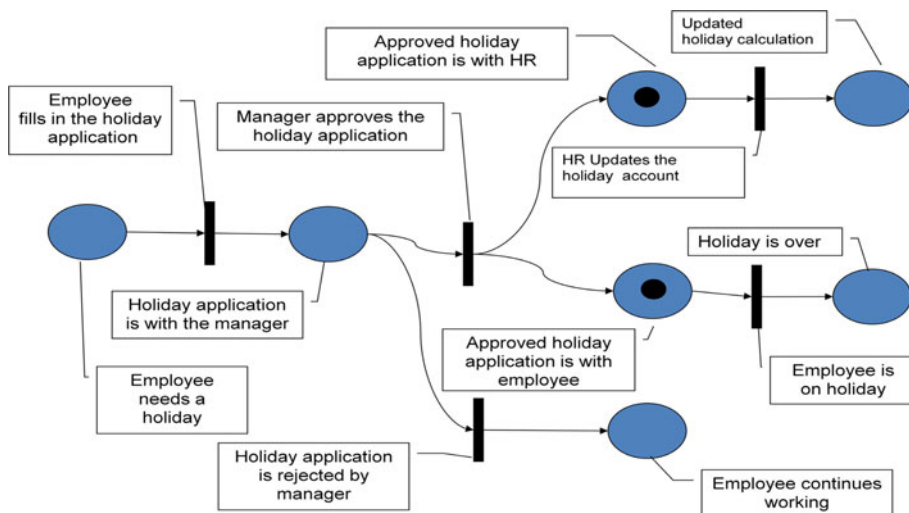 Approved holiday
application is with HR
Updated
holiday calculation
Employee
fills in the holiday
application
Manager approves the
holiday application
HR Updates the
holiday account
Holiday application
is with the manager
Holiday is over
Employee
needs a
holiday
Approved holiday
application is with
employee
Employee is
on holiday
Holiday application
is rejected by
manager
Employee continues
working